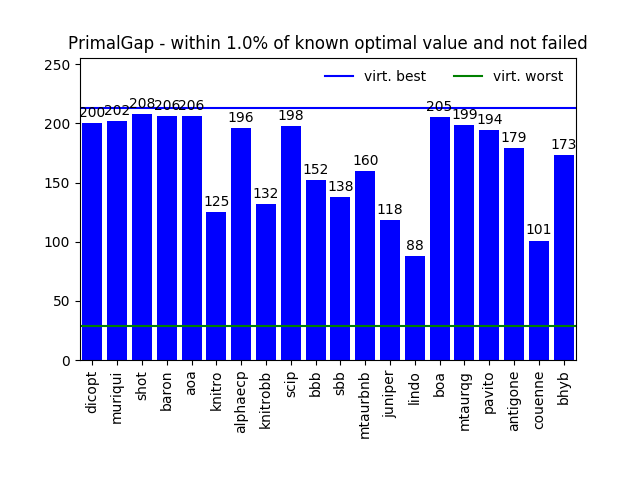 PrimalGap - within 1.0% of known optimal value and not failed
250
virt. best
virt. worst
200
202
208
206
206
125
196
132
198
152
138
160
118
88
205
199
194
179
101
173
200
150
100
50
0
dicopt
muriqui
shot
baron
aoa
knitro
alphaecp
knitrobb
scip
bbb
sbb
mtaurbnb
juniper
lindo
boa
mtaurqg
pavito
antigone
couenne
bhyb